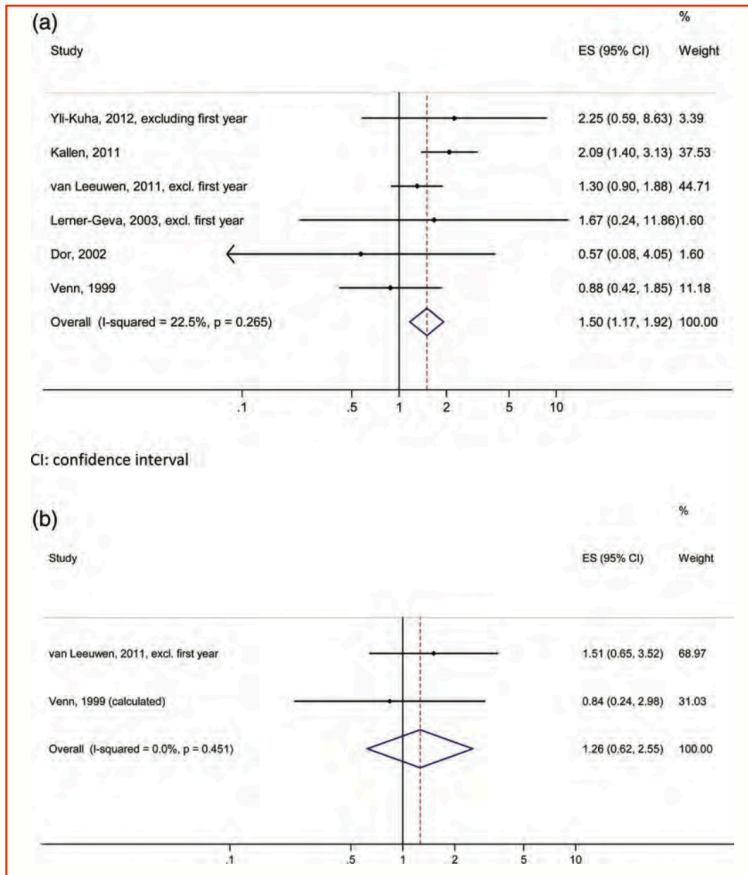 (a)
%
Study ES (95% CI) Weight
Yli-Kuha, 2012, excluding first year 2.25 (0.59, 8.63) 3.39
Kallen, 2011 2.09 (1.40, 3.13) 37.53
van Leeuwen, 2011, excl. first year 1.30 (0.90, 1.88) 44.71
Lerner-Geva, 2003, excl. first year 1.67 (0.24, 11.86)1.60
Dor, 2002 0.57 (0.08, 4.05) 1.60
Venn, 1999 0.88 (0.42, 1.85) 11.18
Overall (I-squared = 22.5%, p = 0.265) 1.50 (1.17, 1.92) 100.00
.1 .5 1 2 5 10
CI: confidence interval
(b)
%
Study ES (95% CI) Weight
van Leeuwen, 2011, excl. first year 1.51 (0.65, 3.52) 68.97
Venn, 1999 (calculated) 0.84 (0.24, 2.98) 31.03
Overall (I-squared = 0.0%, p = 0.451) 1.26 (0.62, 2.55) 100.00
.1 .5 1 2 5 10